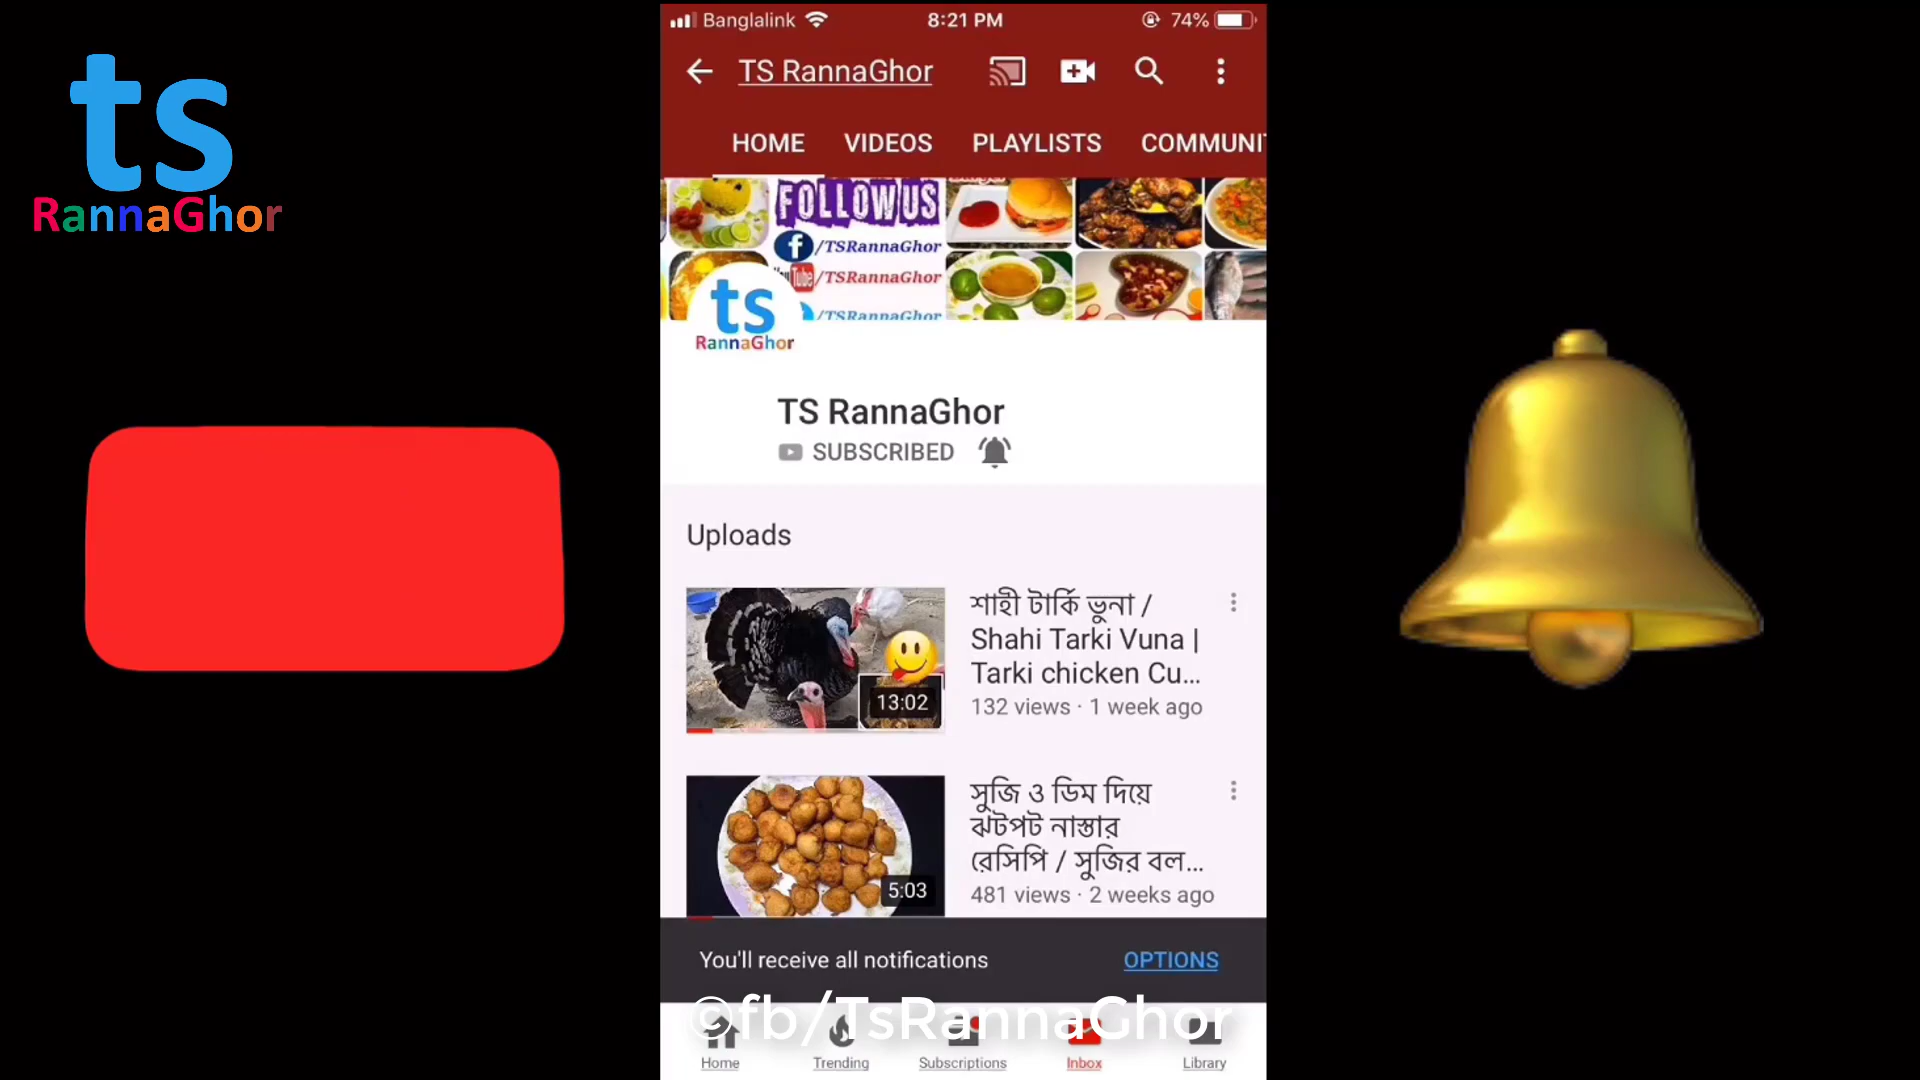 ts
RannaGhor
Banglalink
8:21 PM
74%
TS RannaGhor
HOME
VIDEOS
PLAYLISTS
COMMUNI
FOLLOW US
/TSRannaGhor
/TSRannaGhor
/TSRannaGhor
ts
RannaGhor
TS RannaGhor
SUBSCRIBED
Uploads
শাহী টার্কি ভুনা /
Shahi Tarki Vuna |
Tarki chicken Cu...
132 views · 1 week ago
13:02
সুজি ও ডিম দিয়ে
ঝটপট নাস্তার
রেসিপি / সুজির বল...
481 views · 2 weeks ago
5:03
You'll receive all notifications
OPTIONS
©fb/TsRannaGhor
Home
Trending
Subscriptions
Inbox
Library